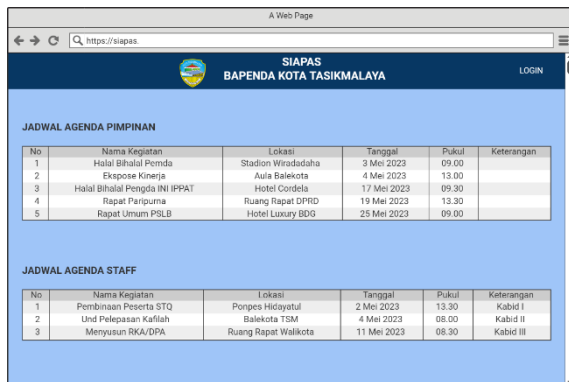 A Web Page
https://siapas.
SIAPAS
BAPENDA KOTA TASIKMALAYA
LOGIN
JADWAL AGENDA PIMPINAN
No Nama Kegiatan Lokasi Tanggal Pukul Keterangan
1 Halal Bihalal Pemda Stadion Wiradadaha 3 Mei 2023 09.00
2 Ekspose Kinerja Aula Balekota 4 Mei 2023 13.00
3 Halal Bihalal Pengda INI IPPAT Hotel Cordela 17 Mei 2023 09.30
4 Rapat Paripurna Ruang Rapat DPRD 19 Mei 2023 13.30
5 Rapat Umum PSLB Hotel Luxury BDG 25 Mei 2023 09.00
JADWAL AGENDA STAFF
No Nama Kegiatan Lokasi Tanggal Pukul Keterangan
1 Pembinaan Peserta STQ Ponpes Hidayatul 2 Mei 2023 13.30 Kabid I
2 Und Pelepasan Kafilah Balekota TSM 4 Mei 2023 08.00 Kabid II
3 Menyusun RKA/DPA Ruang Rapat Walikota 11 Mei 2023 08.30 Kabid III